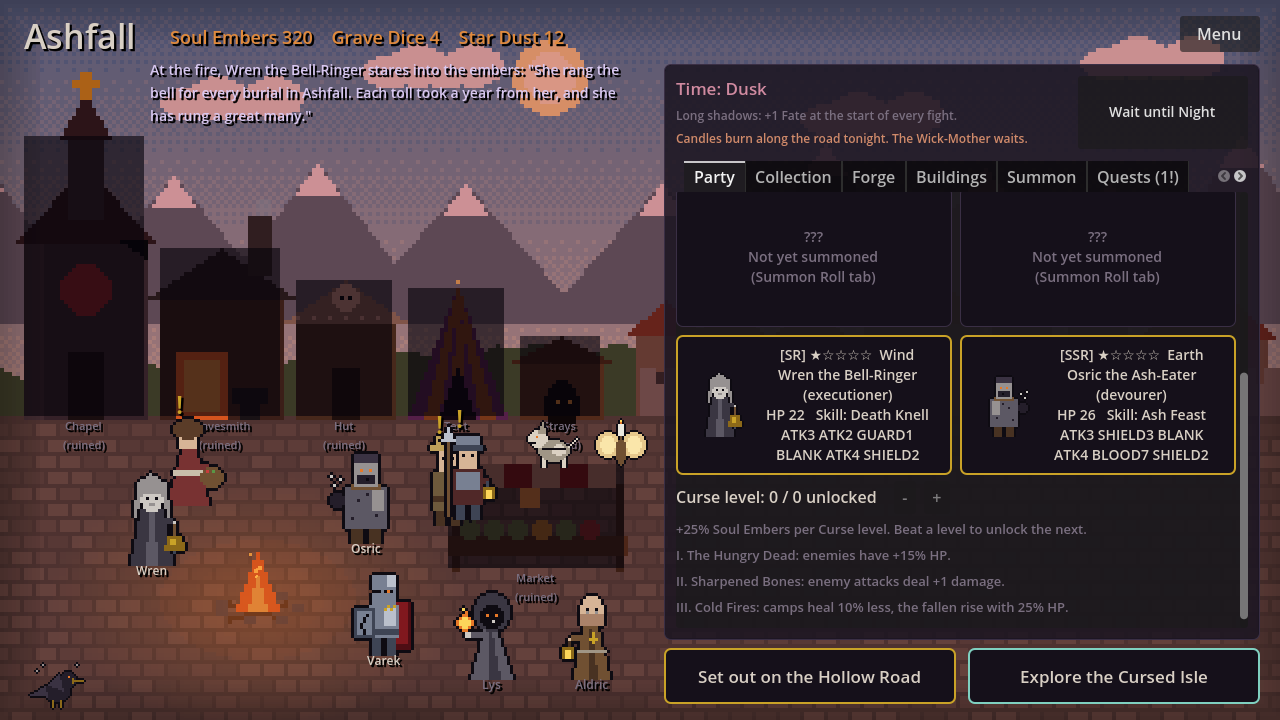 Ashfall
Soul Embers 320 Grave Dice 4 Star Dust 12
Menu
At the fire, Wren the Bell-Ringer stares into the embers: "She rang the
bell for every burial in Ashfall. Each toll took a year from her, and she
has rung a great many."
Time: Dusk
Long shadows: +1 Fate at the start of every fight.
Candles burn along the road tonight. The Wick-Mother waits.
Wait until Night
Party Collection Forge Buildings Summon Quests (1!)
???
Not yet summoned
(Summon Roll tab)
???
Not yet summoned
(Summon Roll tab)
[SR] ★☆☆☆☆ Wind
Wren the Bell-Ringer
(executioner)
HP 22 Skill: Death Knell
ATK3 ATK2 GUARD1
BLANK ATK4 SHIELD2
[SSR] ★☆☆☆☆ Earth
Osric the Ash-Eater
(devourer)
HP 26 Skill: Ash Feast
ATK3 SHIELD3 BLANK
ATK4 BLOOD7 SHIELD2
Curse level: 0 / 0 unlocked - +
+25% Soul Embers per Curse level. Beat a level to unlock the next.
I. The Hungry Dead: enemies have +15% HP.
II. Sharpened Bones: enemy attacks deal +1 damage.
III. Cold Fires: camps heal 10% less, the fallen rise with 25% HP.
Set out on the Hollow Road
Explore the Cursed Isle
Chapel
(ruined)
(ruined)
Hut
(ruined)
Market
(ruined)
Wren
Osric
Varek
Lys
Aldric